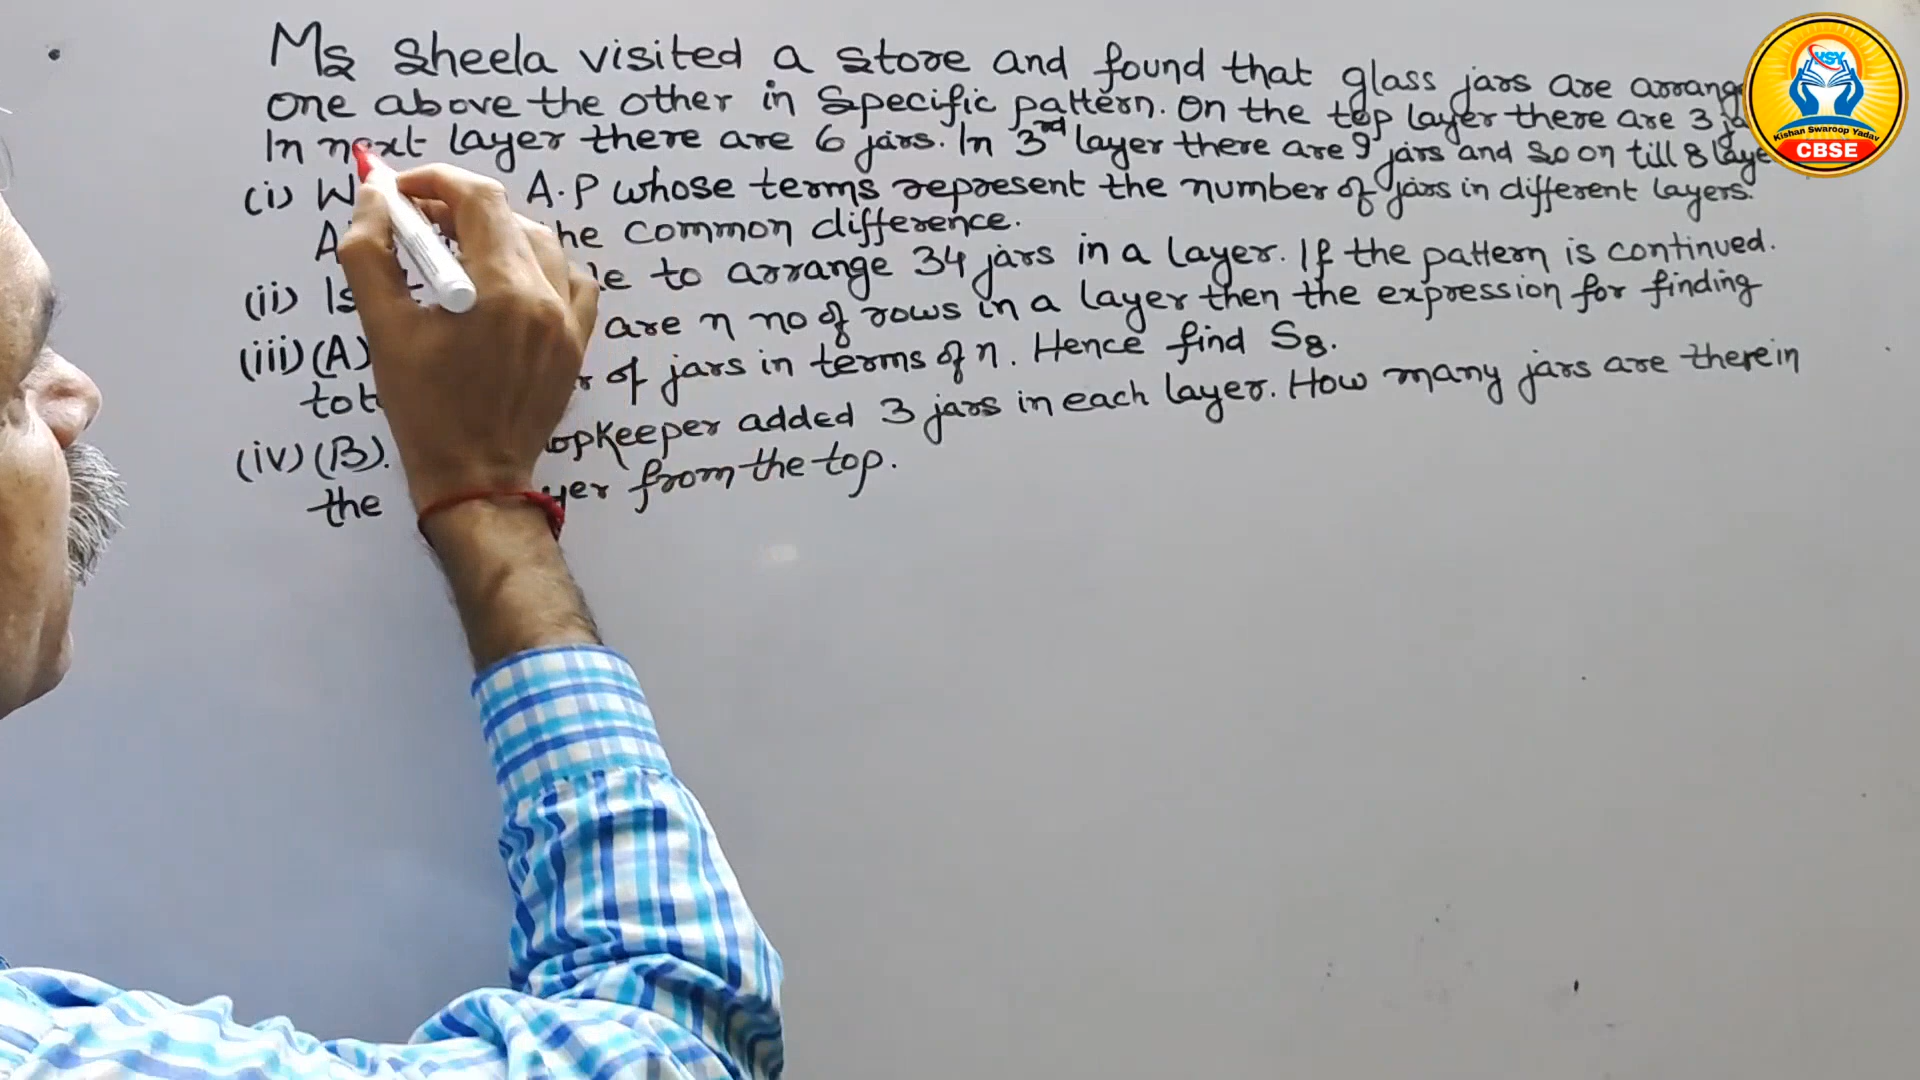 Ms Sheela visited a store and found that glass jars are arrang
one above the other in specific pattern. On the top layer there are 3 ja
In next layer there are 6 jars. In 3rd layer there are 9 jars and so on till 8 laye
(i) W A.P whose terms represent the number of jars in different layers.
A he common difference.
(ii) Is le to arrange 34 jars in a layer. If the pattern is continued.
(iii) (A) are n no of rows in a layer then the expression for finding
tot r of jars in terms of n. Hence find S8.
(iv) (B). opkeeper added 3 jars in each layer. How many jars are there in
the yer from the top.
KSY
Kishan Swaroop Yadav
CBSE